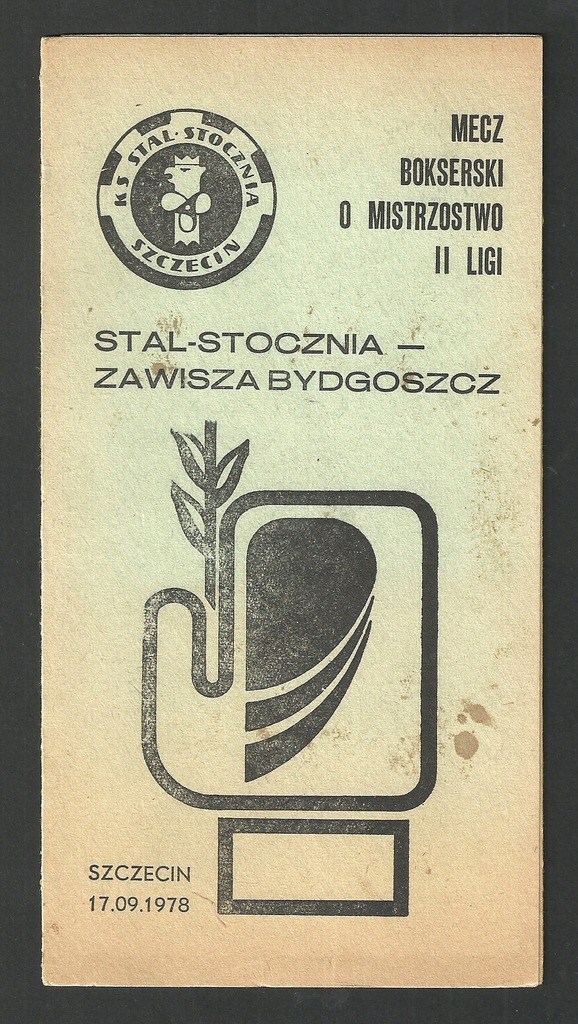 KS STAL-STOCZNIA
SZCZECIN
MECZ
BOKSERSKI
O MISTRZOSTWO
II LIGI
STAL-STOCZNIA —
ZAWISZA BYDGOSZCZ
SZCZECIN
17.09.1978